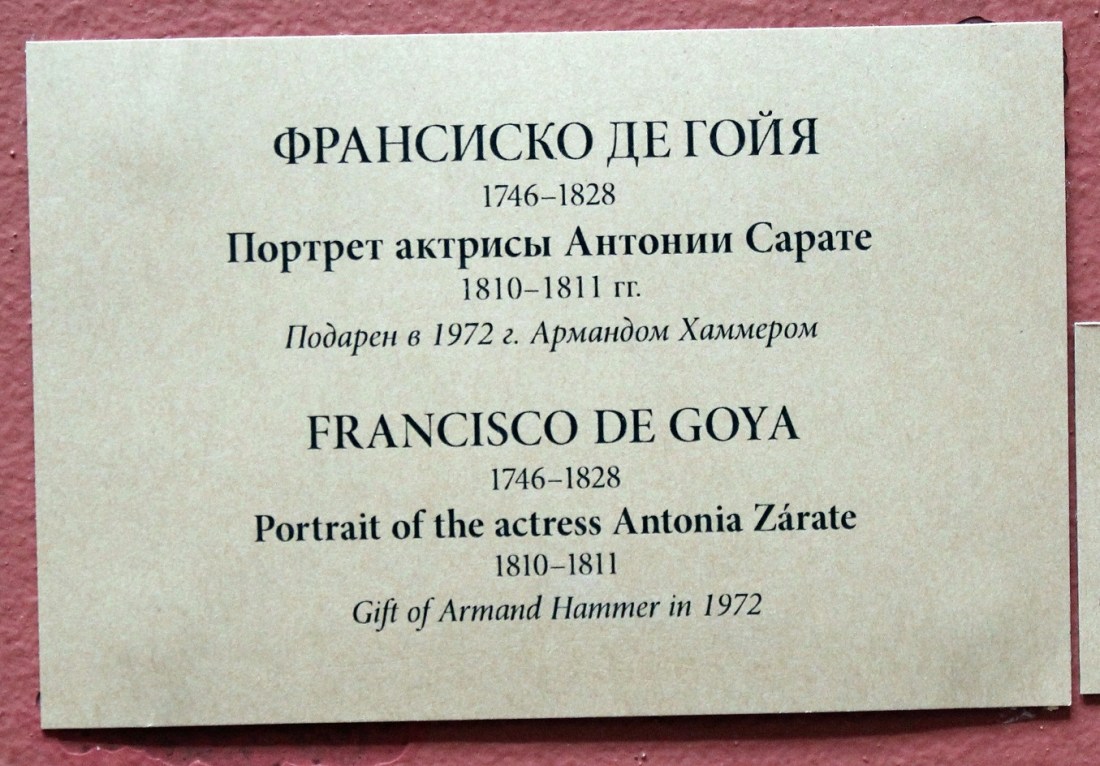 ФРАНСИСКО ДЕ ГОЙЯ
1746–1828
Портрет актрисы Антонии Сарате
1810–1811 гг.
Подарен в 1972 г. Армандом Хаммером
FRANCISCO DE GOYA
1746–1828
Portrait of the actress Antonia Zárate
1810–1811
Gift of Armand Hammer in 1972